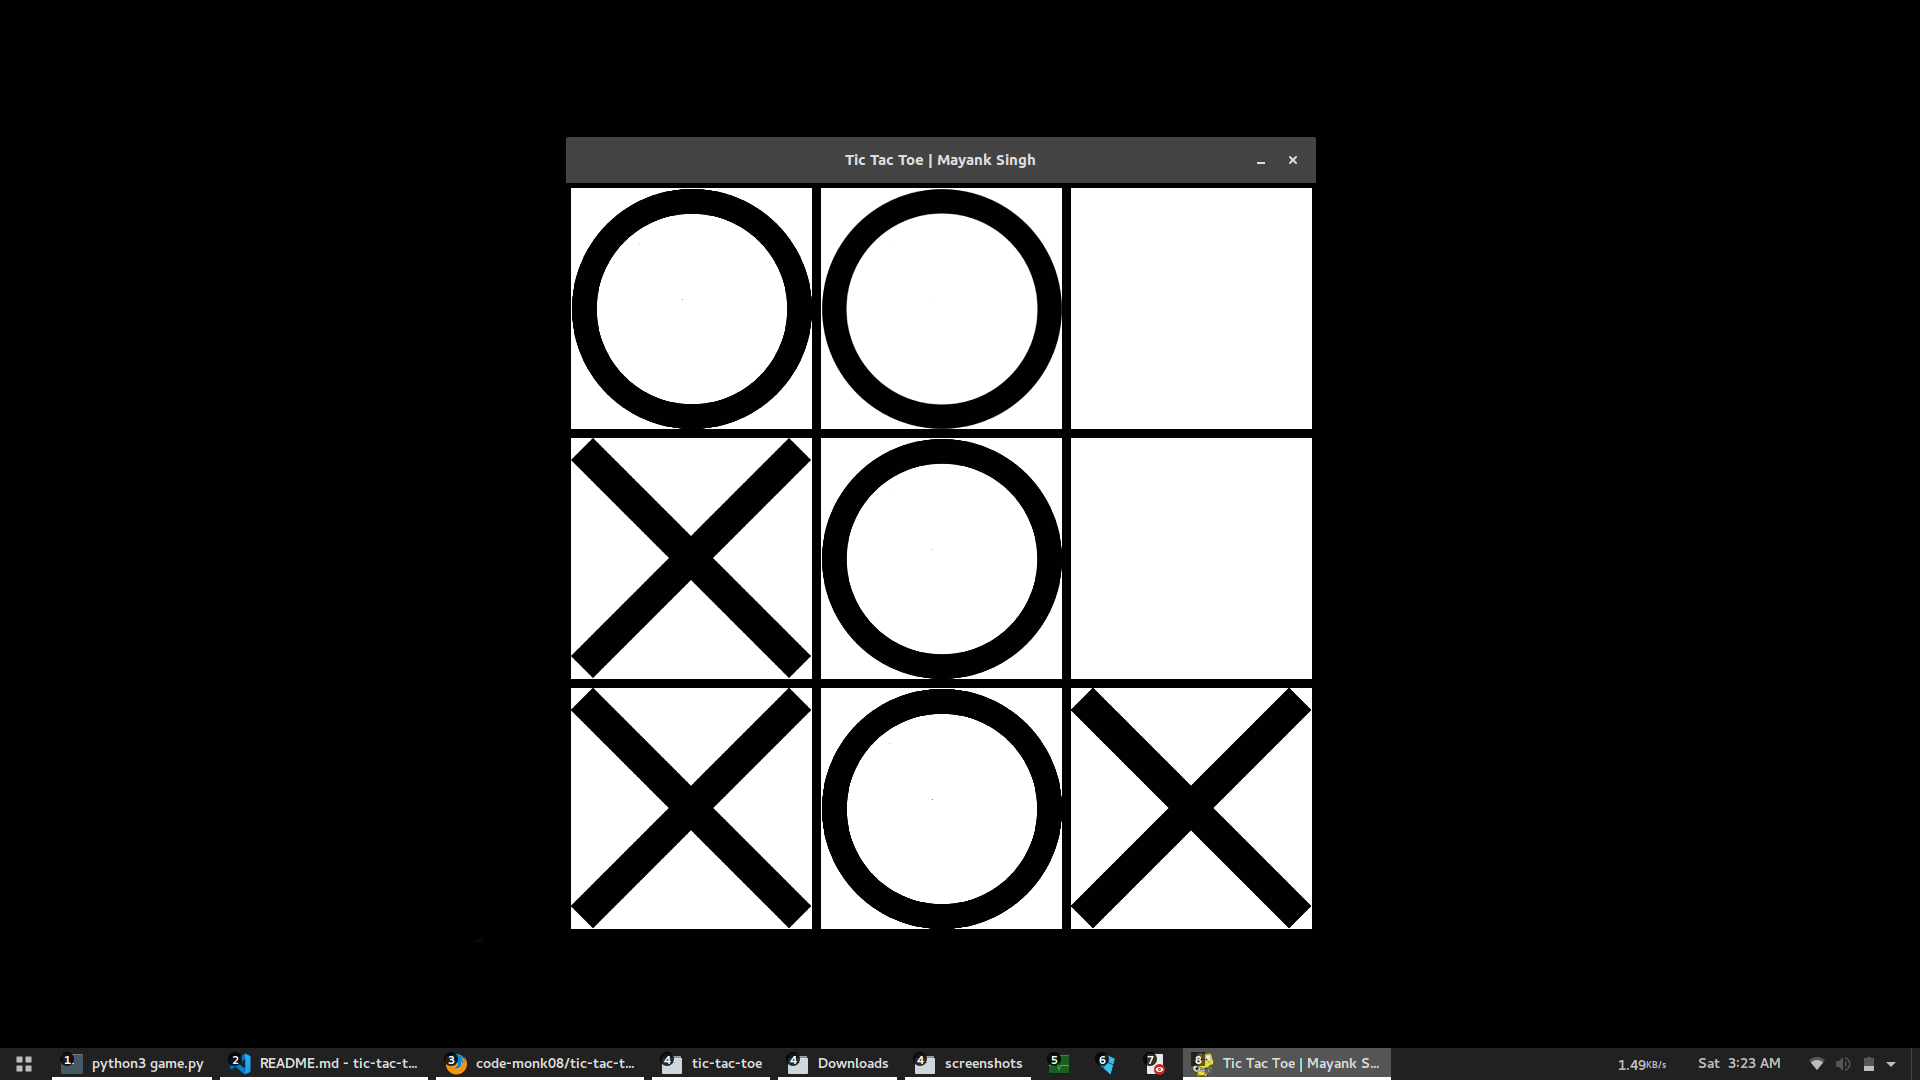 Tic Tac Toe | Mayank Singh
1 python3 game.py
2 README.md - tic-tac-t...
3 code-monk08/tic-tac-t...
4 tic-tac-toe
4 Downloads
4 screenshots
5
6
7
8 Tic Tac Toe | Mayank S...
1.49KB/s
Sat 3:23 AM